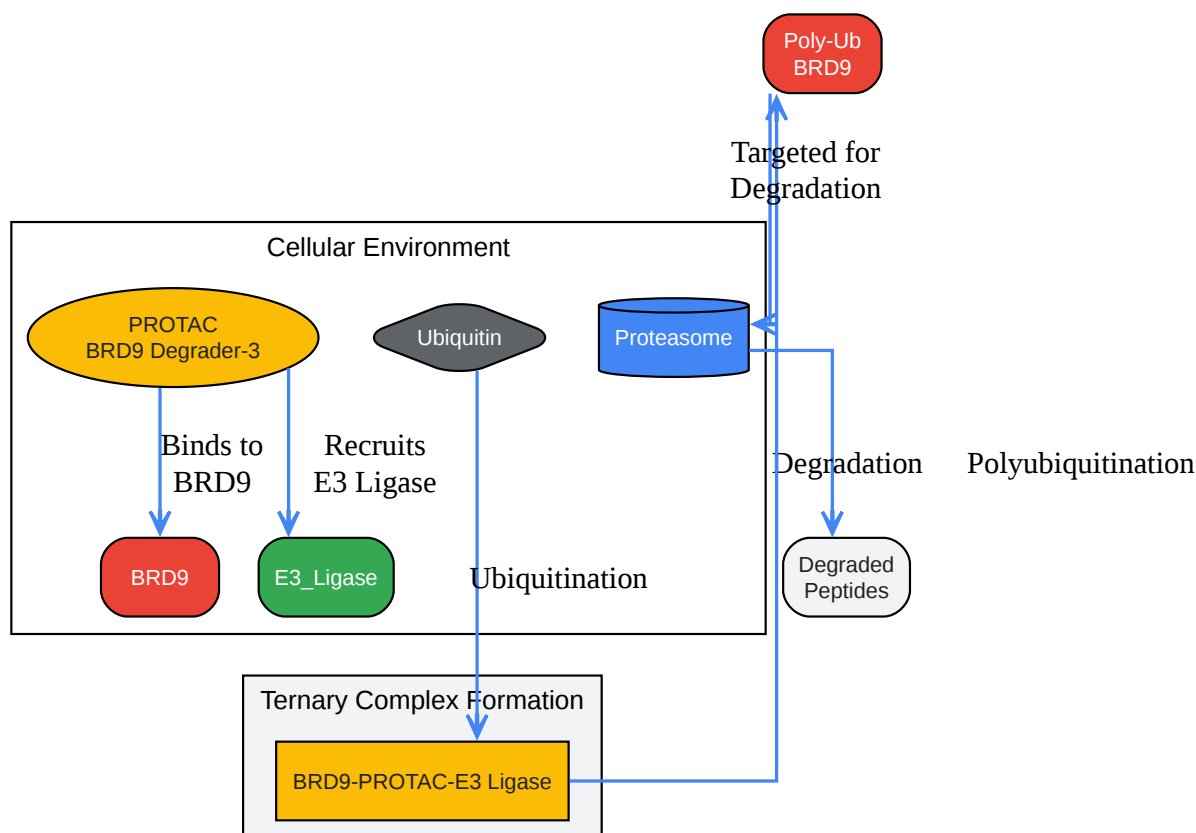 Poly-Ub
BRD9
Targeted for
Degradation
Cellular Environment
PROTAC
BRD9 Degrader-3
Ubiquitin
Proteasome
Binds to
BRD9
Recruits
E3 Ligase
Degradation
Polyubiquitination
BRD9
E3_Ligase
Ubiquitination
Degraded
Peptides
Ternary Complex Formation
BRD9-PROTAC-E3 Ligase